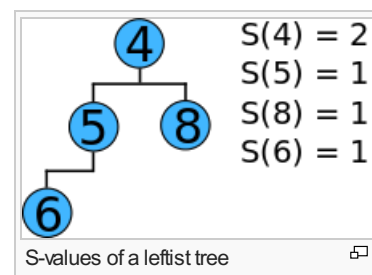 4
S(4) = 2
S(5) = 1
5
8
S(8) = 1
S(6) = 1
6
S-values of a leftist tree